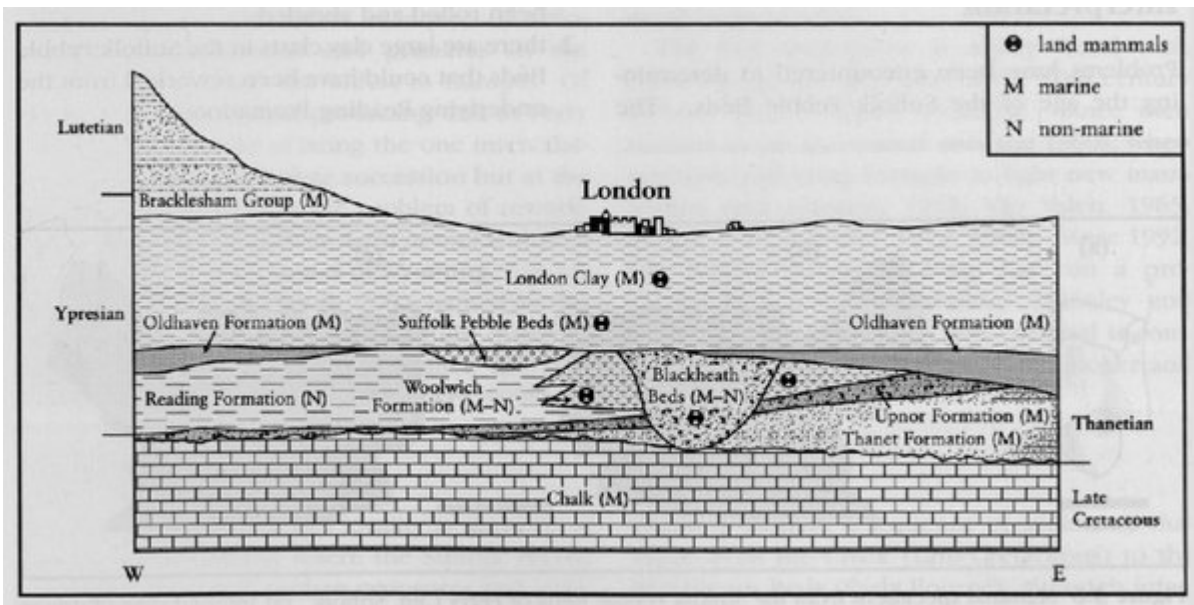 land mammals
M marine
N non-marine
Lutetian
Bracklesham Group (M)
London
London Clay (M)
Ypresian
Oldhaven Formation (M)
Suffolk Pebble Beds (M)
Oldhaven Formation (M)
Reading Formation (N)
Woolwich
Formation (M–N)
Blackheath
Beds (M–N)
Upnor Formation (M)
Thanet Formation (M)
Thanetian
Chalk (M)
Late
Cretaceous
W
E